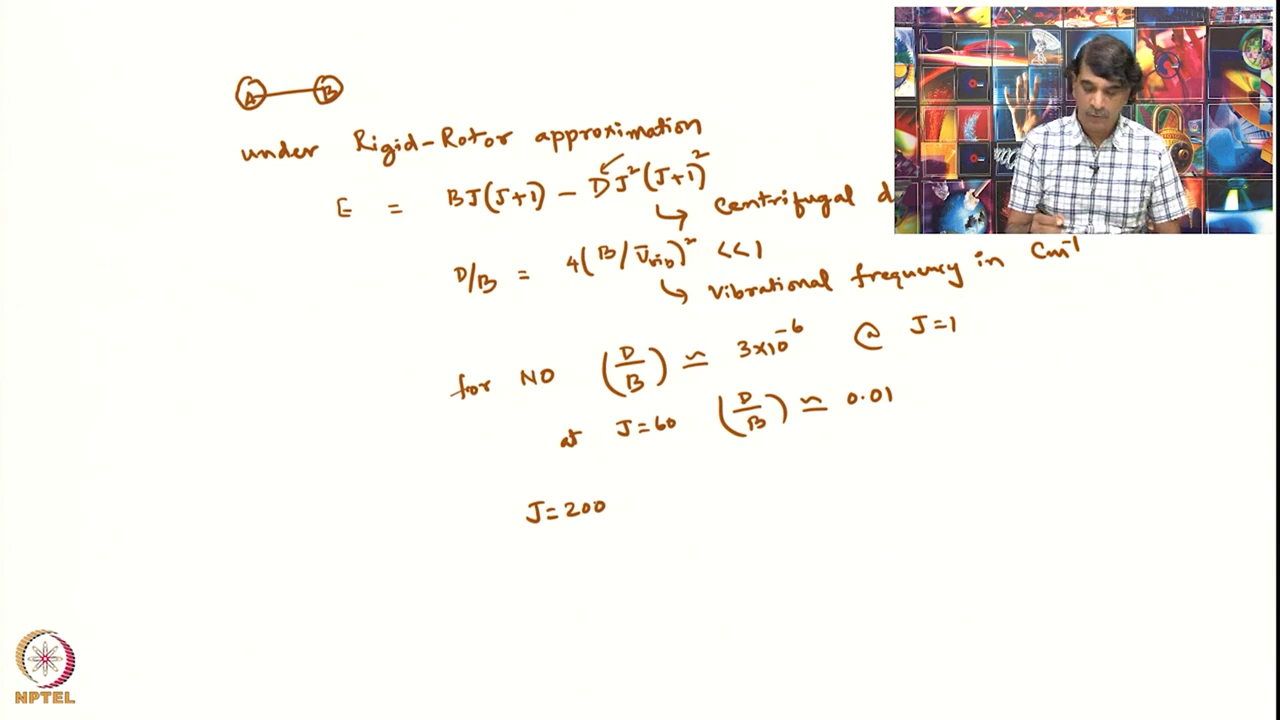 A B
under Rigid-Rotor approximation
E = BJ(J+1) - DJ²(J+1)²
↳ Centrifugal d
D/B = 4(B/ν̄vib)² <<1
↳ vibrational frequency in Cm⁻¹
for NO (D/B) ≃ 3×10⁻⁶ @ J=1
at J=60 (D/B) ≃ 0.01
J=200
NPTEL